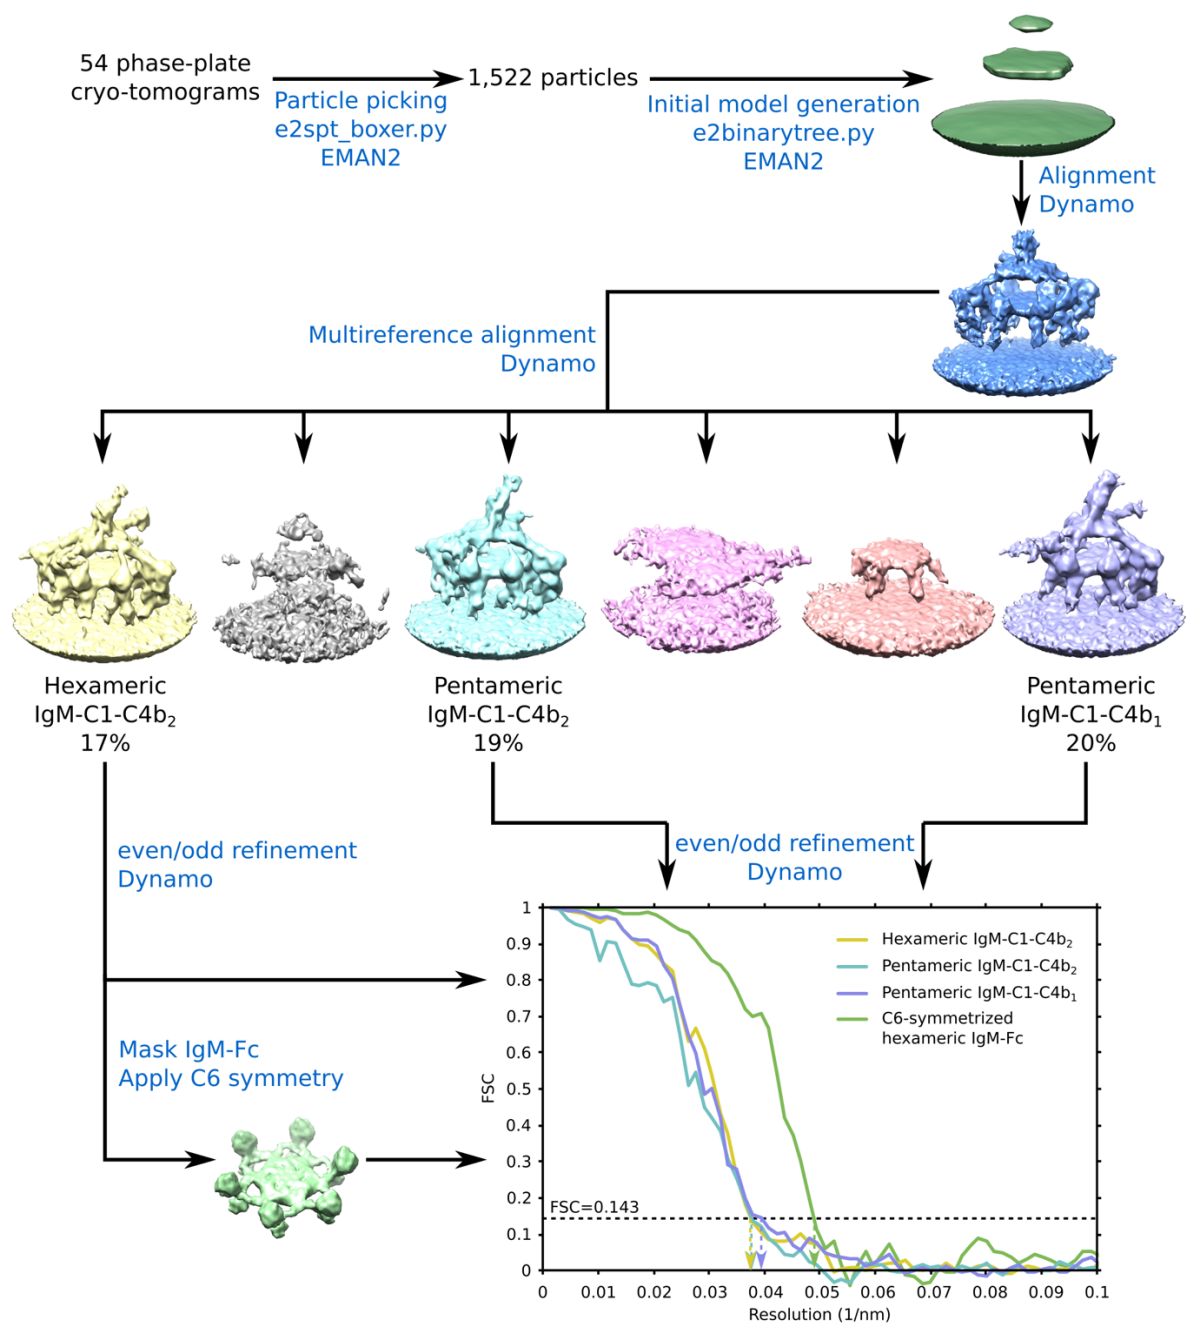 54 phase-plate
cryo-tomograms
Particle picking
e2spt_boxer.py
EMAN2
1,522 particles
Initial model generation
e2binarytree.py
EMAN2
Alignment
Dynamo
Multireference alignment
Dynamo
Hexameric
IgM-C1-C4b₂
17%
Pentameric
IgM-C1-C4b₂
19%
Pentameric
IgM-C1-C4b₁
20%
even/odd refinement
Dynamo
even/odd refinement
Dynamo
Mask IgM-Fc
Apply C6 symmetry
1
0.9
0.8
0.7
0.6
0.5
0.4
0.3
0.2
0.1
0
FSC
Hexameric IgM-C1-C4b₂
Pentameric IgM-C1-C4b₂
Pentameric IgM-C1-C4b₁
C6-symmetrized
hexameric IgM-Fc
FSC=0.143
0 0.01 0.02 0.03 0.04 0.05 0.06 0.07 0.08 0.09 0.1
Resolution (1/nm)